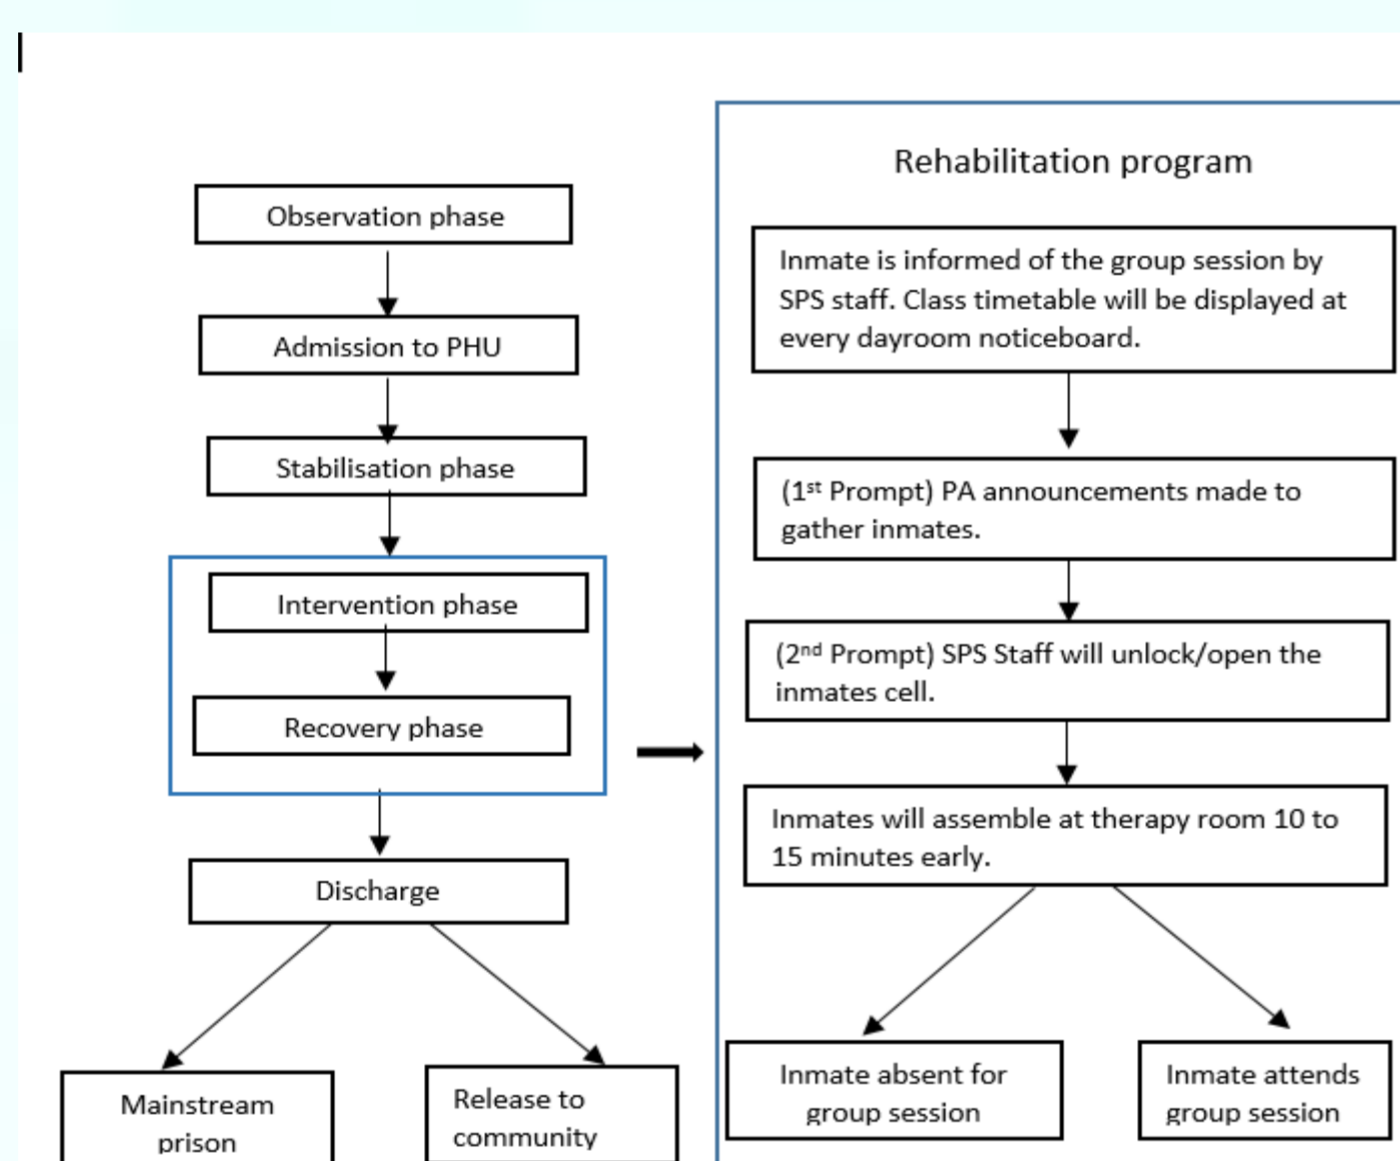 Observation phase
Admission to PHU
Stabilisation phase
Intervention phase
Recovery phase
Discharge
Mainstream
prison
Release to
community
Rehabilitation program
Inmate is informed of the group session by
SPS staff. Class timetable will be displayed at
every dayroom noticeboard.
(1st Prompt) PA announcements made to
gather inmates.
(2nd Prompt) SPS Staff will unlock/open the
inmates cell.
Inmates will assemble at therapy room 10 to
15 minutes early.
Inmate absent for
group session
Inmate attends
group session